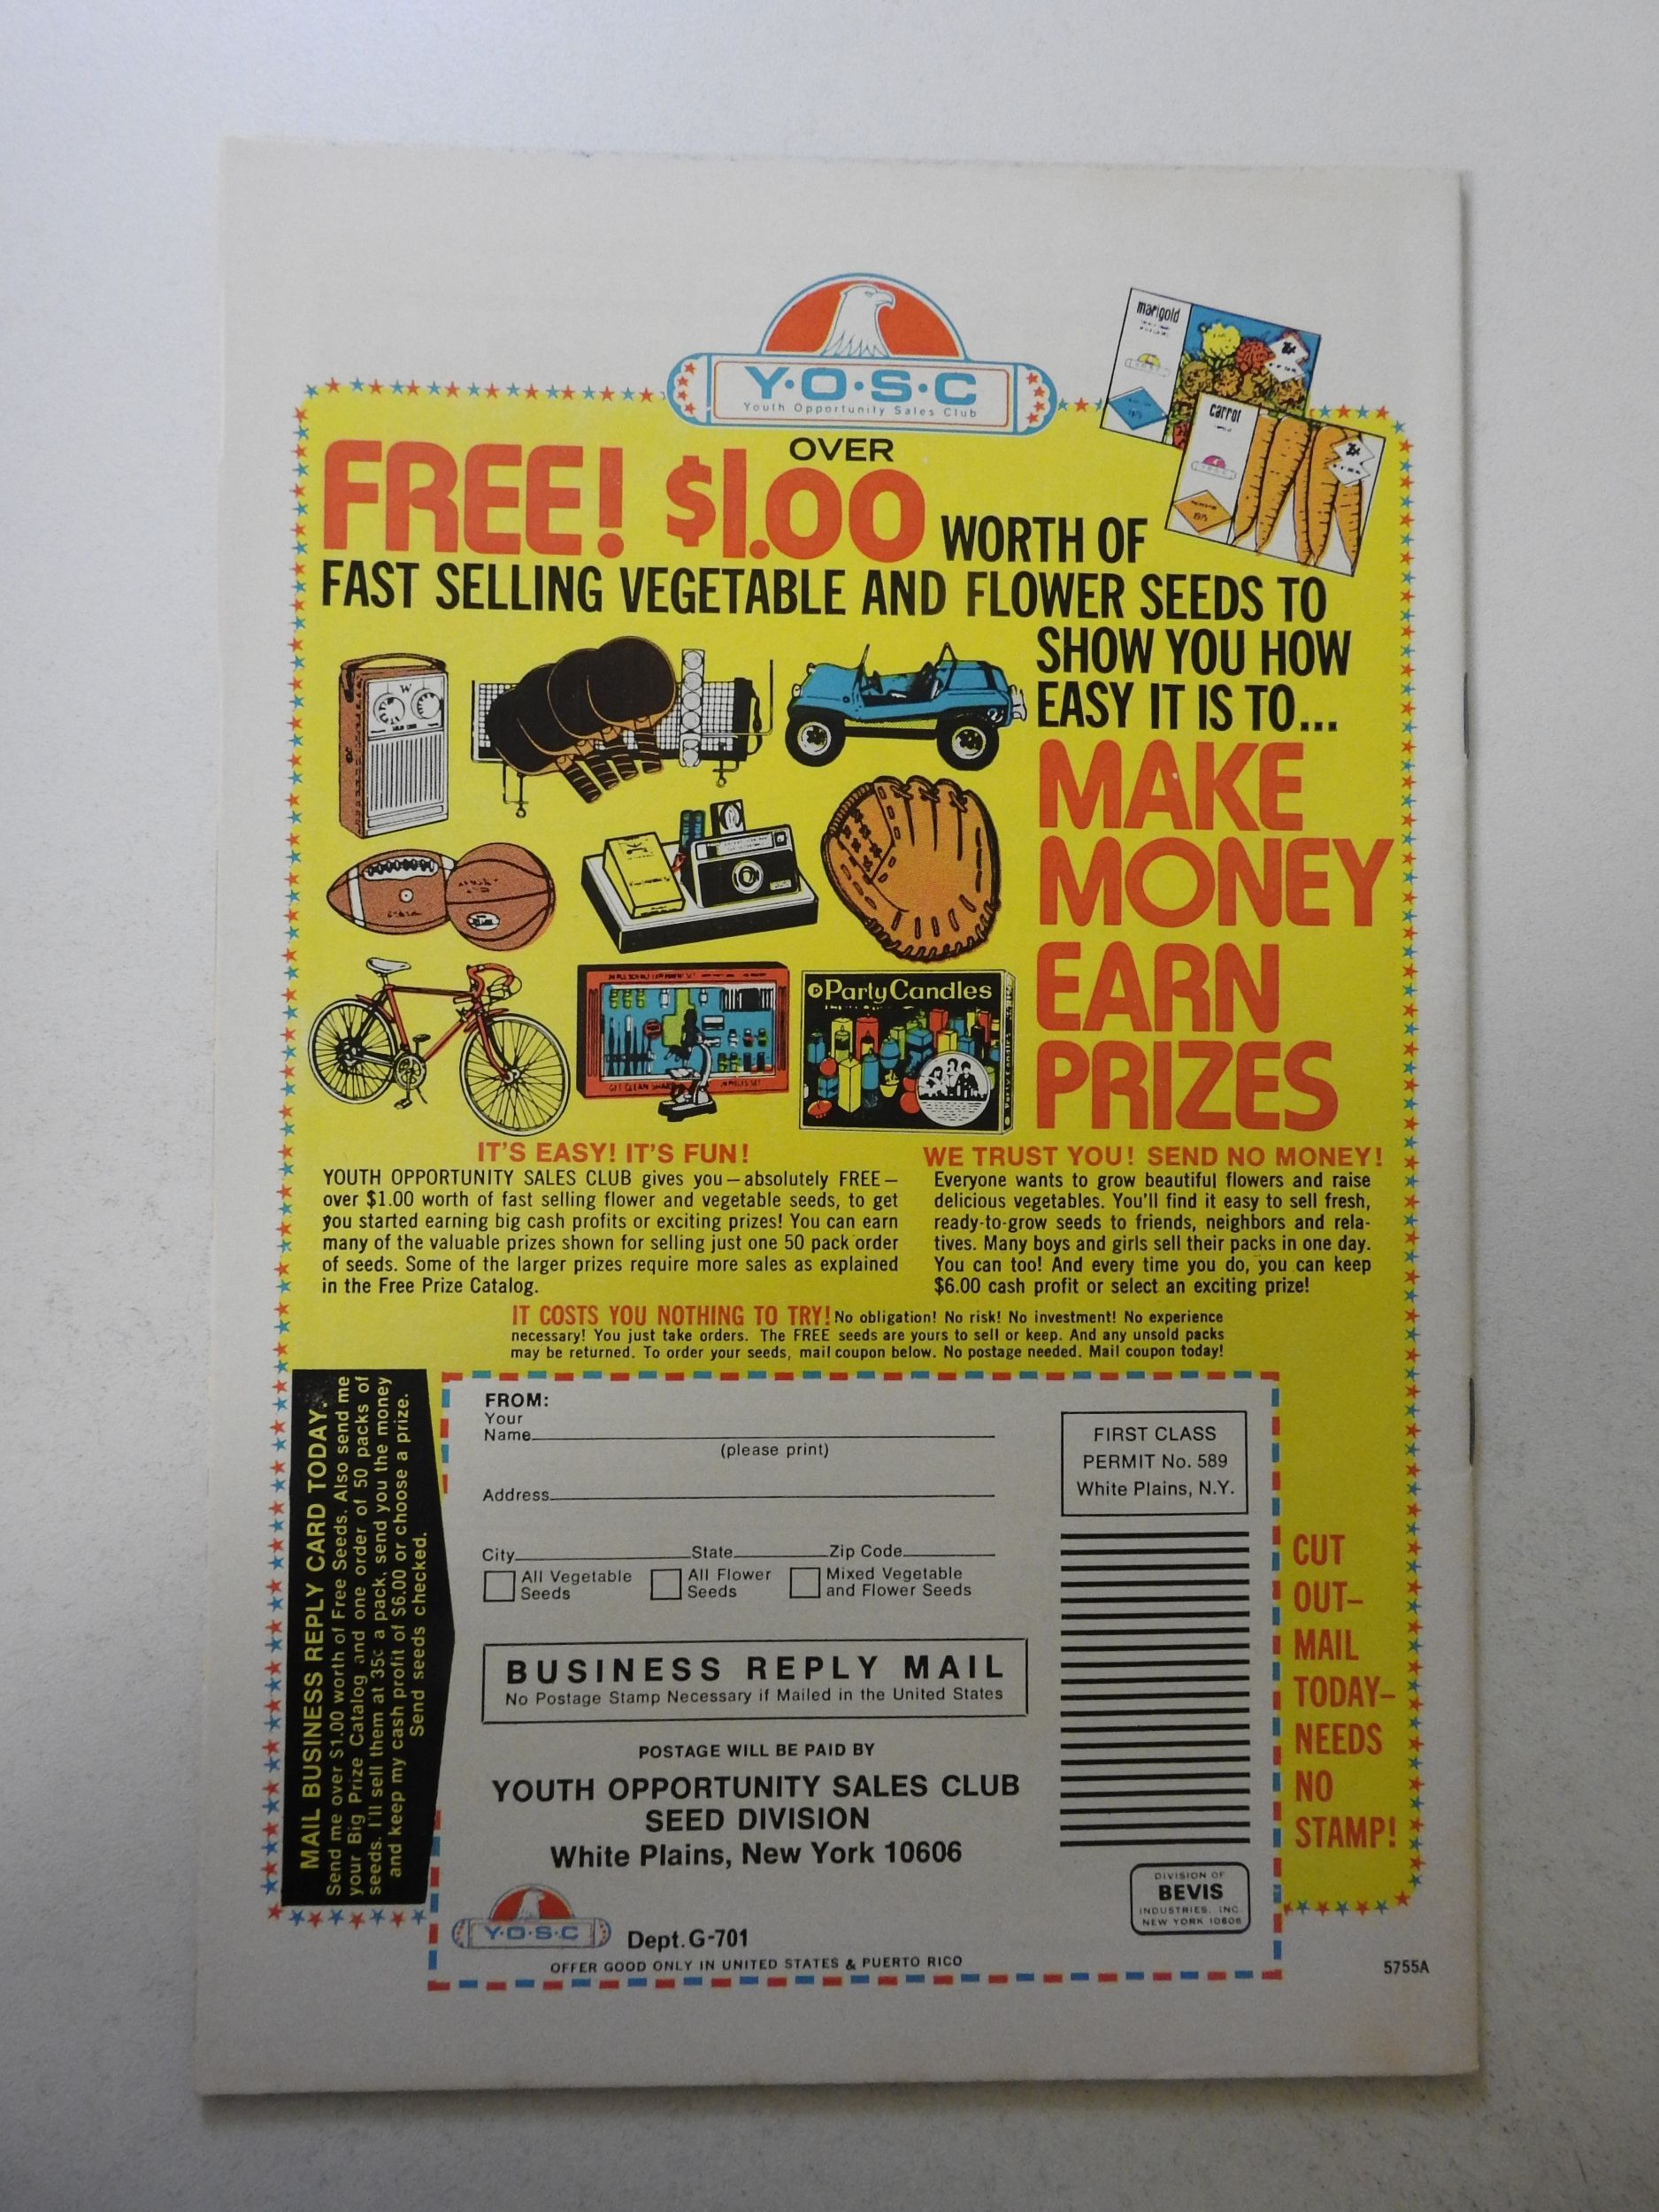 Y·O·S·C
Youth Opportunity Sales Club
marigold
carrot
1975
OVER
FREE! $1.00 WORTH OF
FAST SELLING VEGETABLE AND FLOWER SEEDS TO
SHOW YOU HOW
EASY IT IS TO...
MAKE
MONEY
EARN
PRIZES
Party Candles
IT'S EASY! IT'S FUN!
YOUTH OPPORTUNITY SALES CLUB gives you—absolutely FREE—
over $1.00 worth of fast selling flower and vegetable seeds, to get
you started earning big cash profits or exciting prizes! You can earn
many of the valuable prizes shown for selling just one 50 pack order
of seeds. Some of the larger prizes require more sales as explained
in the Free Prize Catalog.
WE TRUST YOU! SEND NO MONEY!
Everyone wants to grow beautiful flowers and raise
delicious vegetables. You'll find it easy to sell fresh,
ready-to-grow seeds to friends, neighbors and rela-
tives. Many boys and girls sell their packs in one day.
You can too! And every time you do, you can keep
$6.00 cash profit or select an exciting prize!
IT COSTS YOU NOTHING TO TRY! No obligation! No risk! No investment! No experience
necessary! You just take orders. The FREE seeds are yours to sell or keep. And any unsold packs
may be returned. To order your seeds, mail coupon below. No postage needed. Mail coupon today!
MAIL BUSINESS REPLY CARD TODAY.
Send me over $1.00 worth of Free Seeds. Also send me
your Big Prize Catalog and one order of 50 packs of
seeds. I'll sell them at 35c a pack, send you the money
and keep my cash profit of $6.00 or choose a prize.
Send seeds checked.
FROM:
Your
Name
(please print)
Address
City State Zip Code
All Vegetable
Seeds
All Flower
Seeds
Mixed Vegetable
and Flower Seeds
FIRST CLASS
PERMIT No. 589
White Plains, N.Y.
BUSINESS REPLY MAIL
No Postage Stamp Necessary if Mailed in the United States
POSTAGE WILL BE PAID BY
YOUTH OPPORTUNITY SALES CLUB
SEED DIVISION
White Plains, New York 10606
DIVISION OF
BEVIS
INDUSTRIES, INC.
NEW YORK 10606
Y·O·S·C
Dept. G-701
OFFER GOOD ONLY IN UNITED STATES & PUERTO RICO
CUT
OUT–
MAIL
TODAY–
NEEDS
NO
STAMP!
5755A